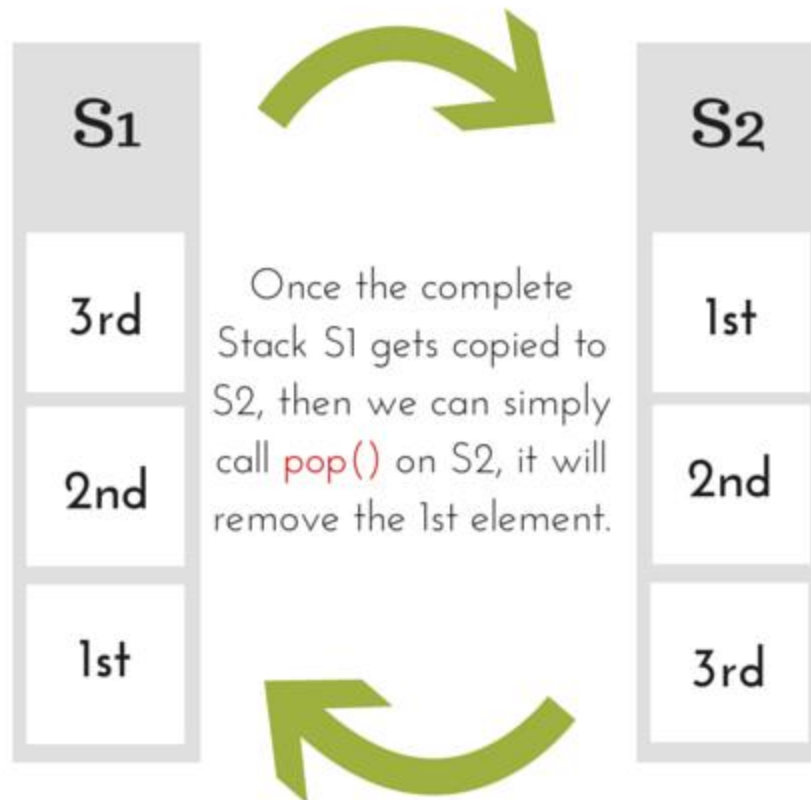 S1
3rd
2nd
1st
Once the complete
Stack S1 gets copied to
S2, then we can simply
call pop() on S2, it will
remove the 1st element.
S2
1st
2nd
3rd